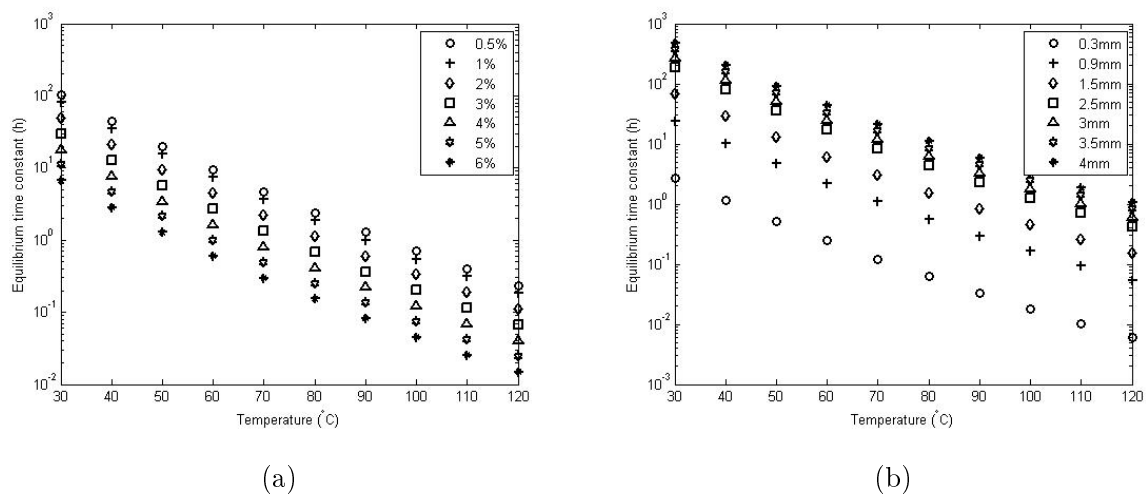 10^3
10^2
10^1
10^0
10^-1
10^-2
Equilibrium time constant (h)
0.5%
1%
2%
3%
4%
5%
6%
30 40 50 60 70 80 90 100 110 120
Temperature (°C)
(a)
10^3
10^2
10^1
10^0
10^-1
10^-2
10^-3
Equilibrium time constant (h)
0.3mm
0.9mm
1.5mm
2.5mm
3mm
3.5mm
4mm
30 40 50 60 70 80 90 100 110 120
Temperature (°C)
(b)